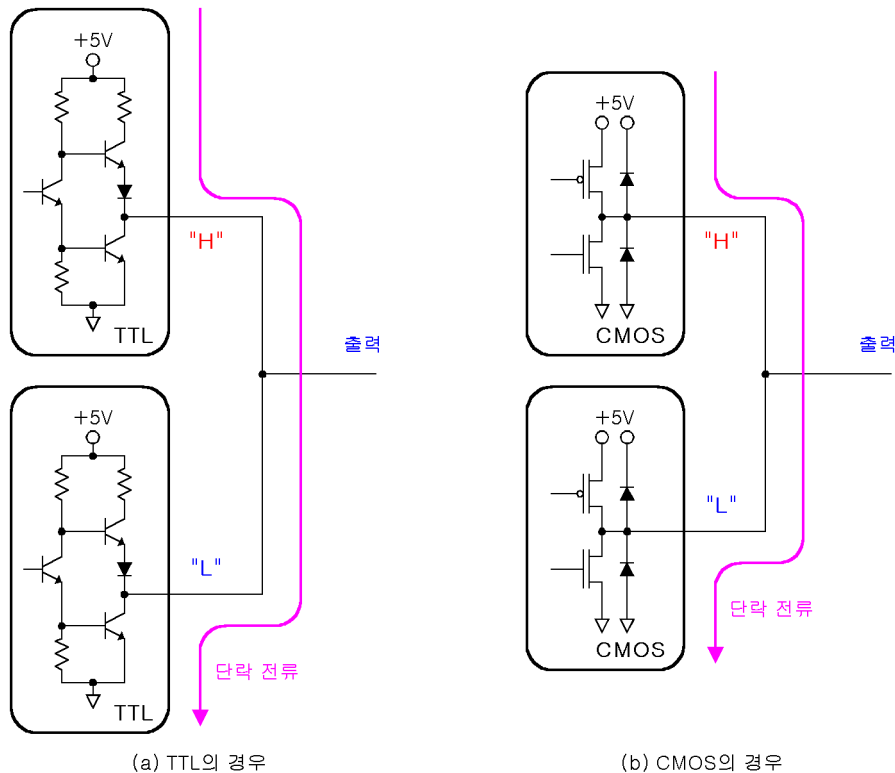 +5V
"H"
TTL
출력
+5V
"L"
단락 전류
TTL
(a) TTL의 경우
+5V
"H"
CMOS
출력
+5V
"L"
단락 전류
CMOS
(b) CMOS의 경우